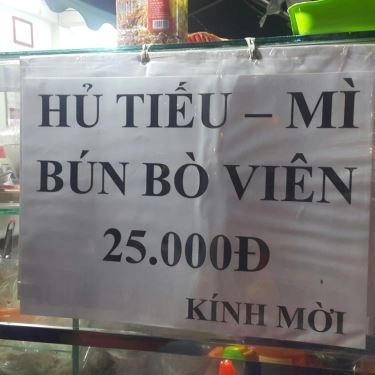 HỦ TIẾU – MÌ
BÚN BÒ VIÊN
25.000Đ
KÍNH MỜI